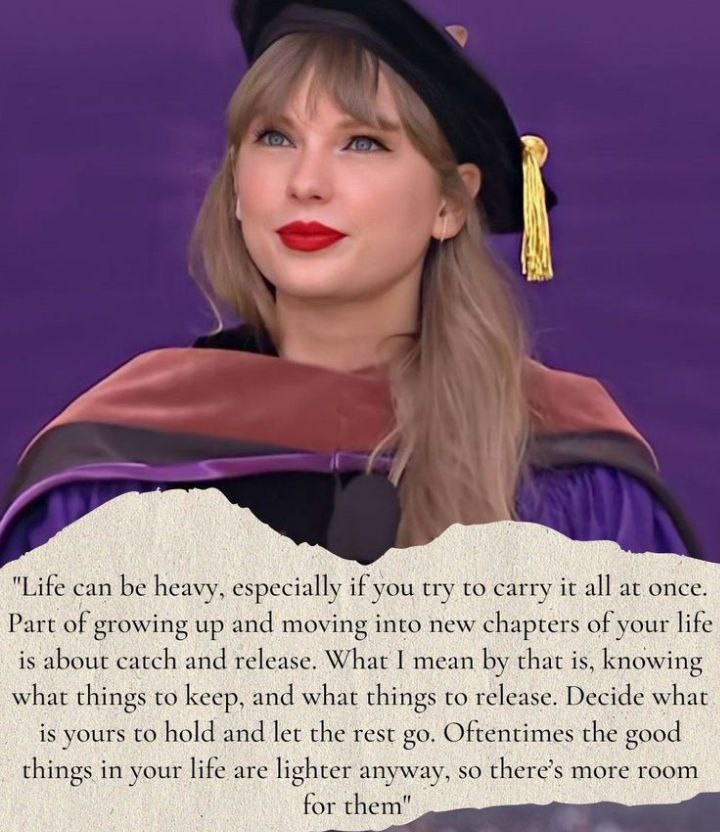 "Life can be heavy, especially if you try to carry it all at once.
Part of growing up and moving into new chapters of your life
is about catch and release. What I mean by that is, knowing
what things to keep, and what things to release. Decide what
is yours to hold and let the rest go. Oftentimes the good
things in your life are lighter anyway, so there's more room
for them"